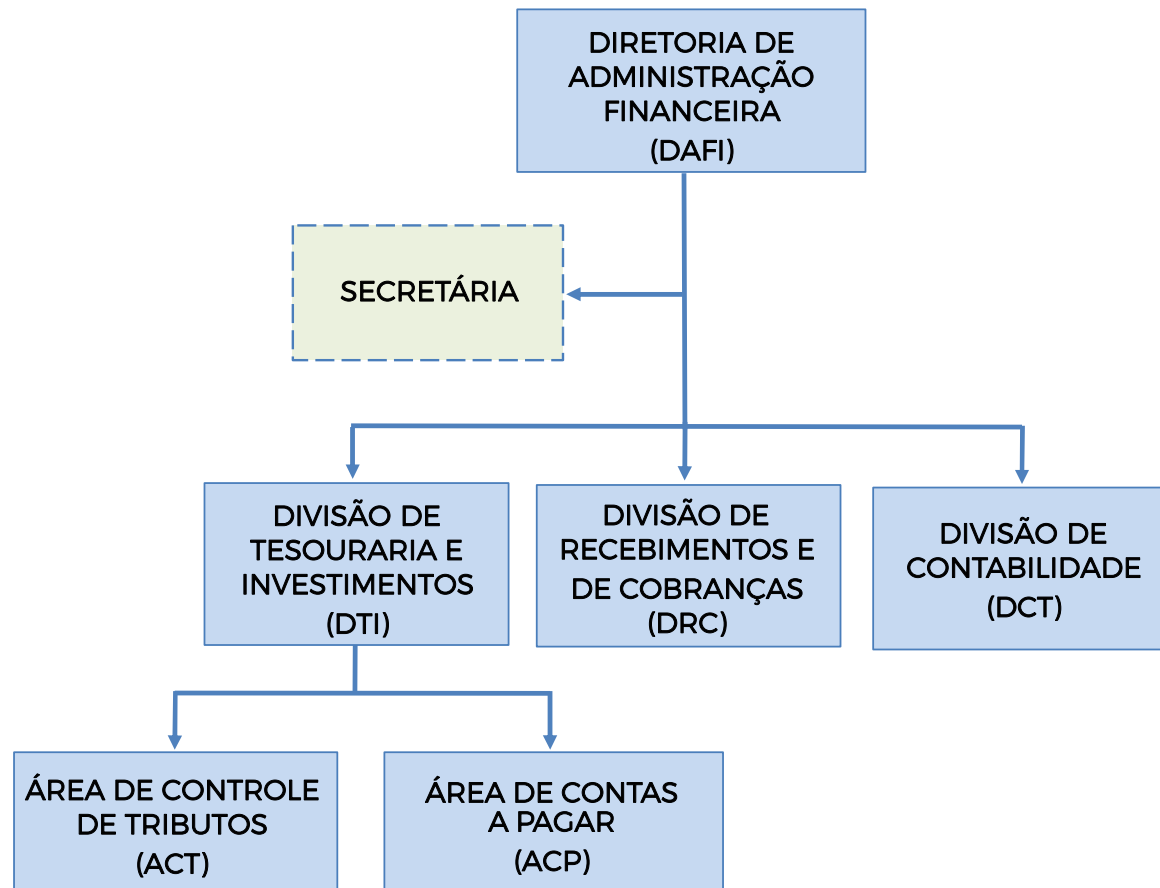 DIRETORIA DE
ADMINISTRAÇÃO
FINANCEIRA
(DAFI)
SECRETÁRIA
DIVISÃO DE
TESOURARIA E
INVESTIMENTOS
(DTI)
DIVISÃO DE
RECEBIMENTOS E
DE COBRANÇAS
(DRC)
DIVISÃO DE
CONTABILIDADE
(DCT)
ÁREA DE CONTROLE
DE TRIBUTOS
(ACT)
ÁREA DE CONTAS
A PAGAR
(ACP)